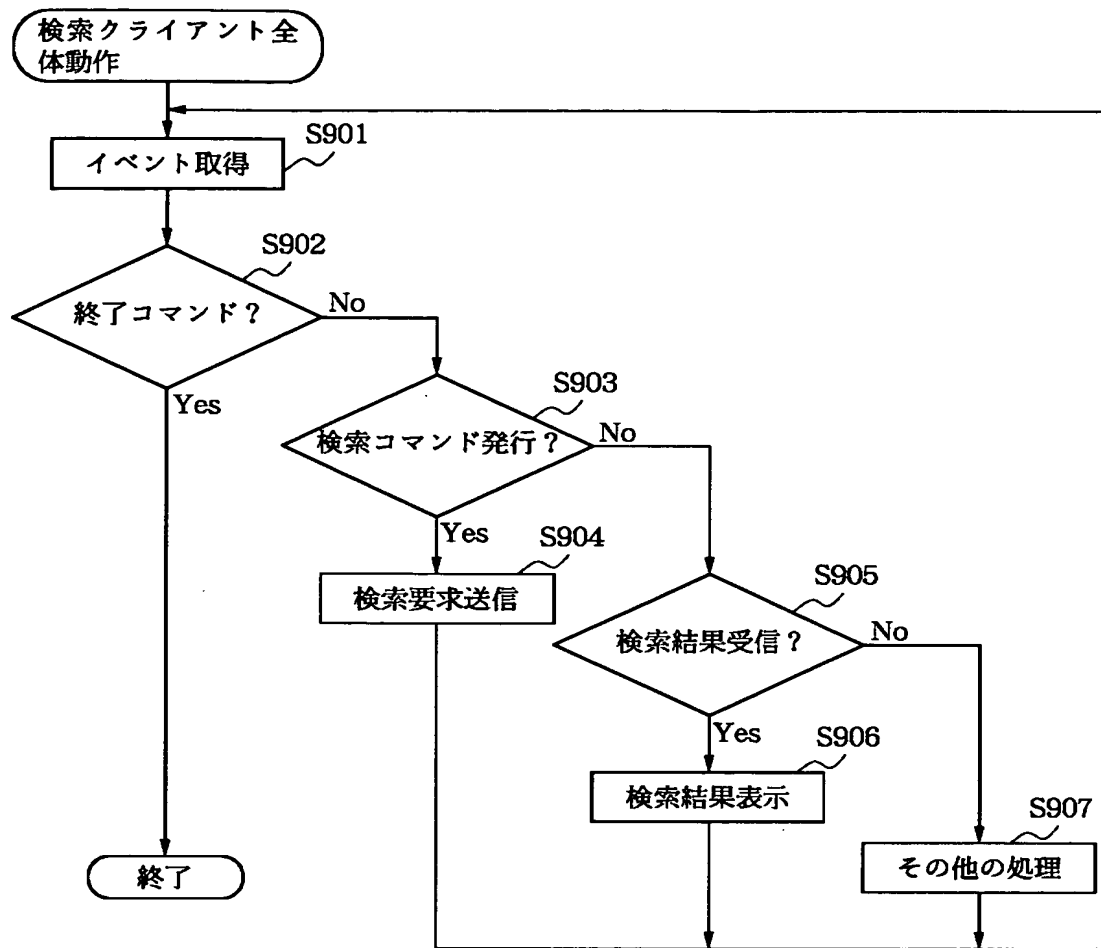 検索クライアント全
体動作
S901
イベント取得
S902
終了コマンド？
No
Yes
S903
検索コマンド発行？
No
Yes
S904
検索要求送信
S905
検索結果受信？
No
Yes
S906
検索結果表示
S907
その他の処理
終了